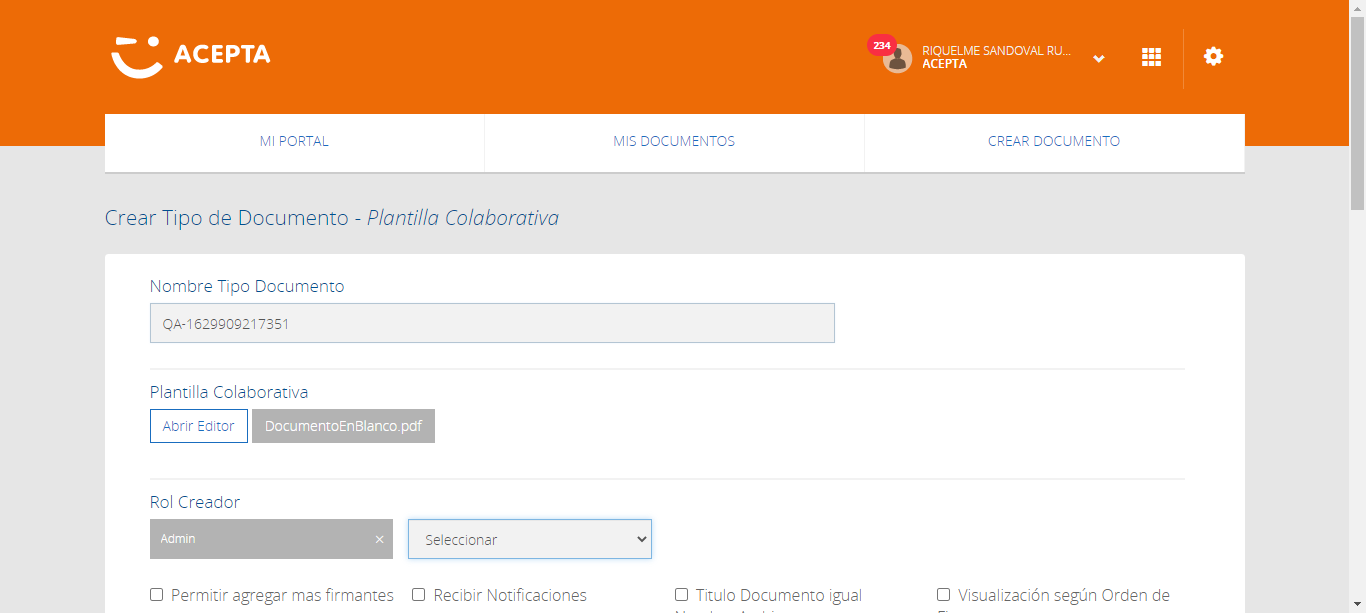 ACEPTA
234
RIQUELME SANDOVAL RU...
ACEPTA
MI PORTAL
MIS DOCUMENTOS
CREAR DOCUMENTO
Crear Tipo de Documento - Plantilla Colaborativa
Nombre Tipo Documento
QA-1629909217351
Plantilla Colaborativa
Abrir Editor
DocumentoEnBlanco.pdf
Rol Creador
Admin ×
Seleccionar
Permitir agregar mas firmantes
Recibir Notificaciones
Titulo Documento igual
Visualización según Orden de